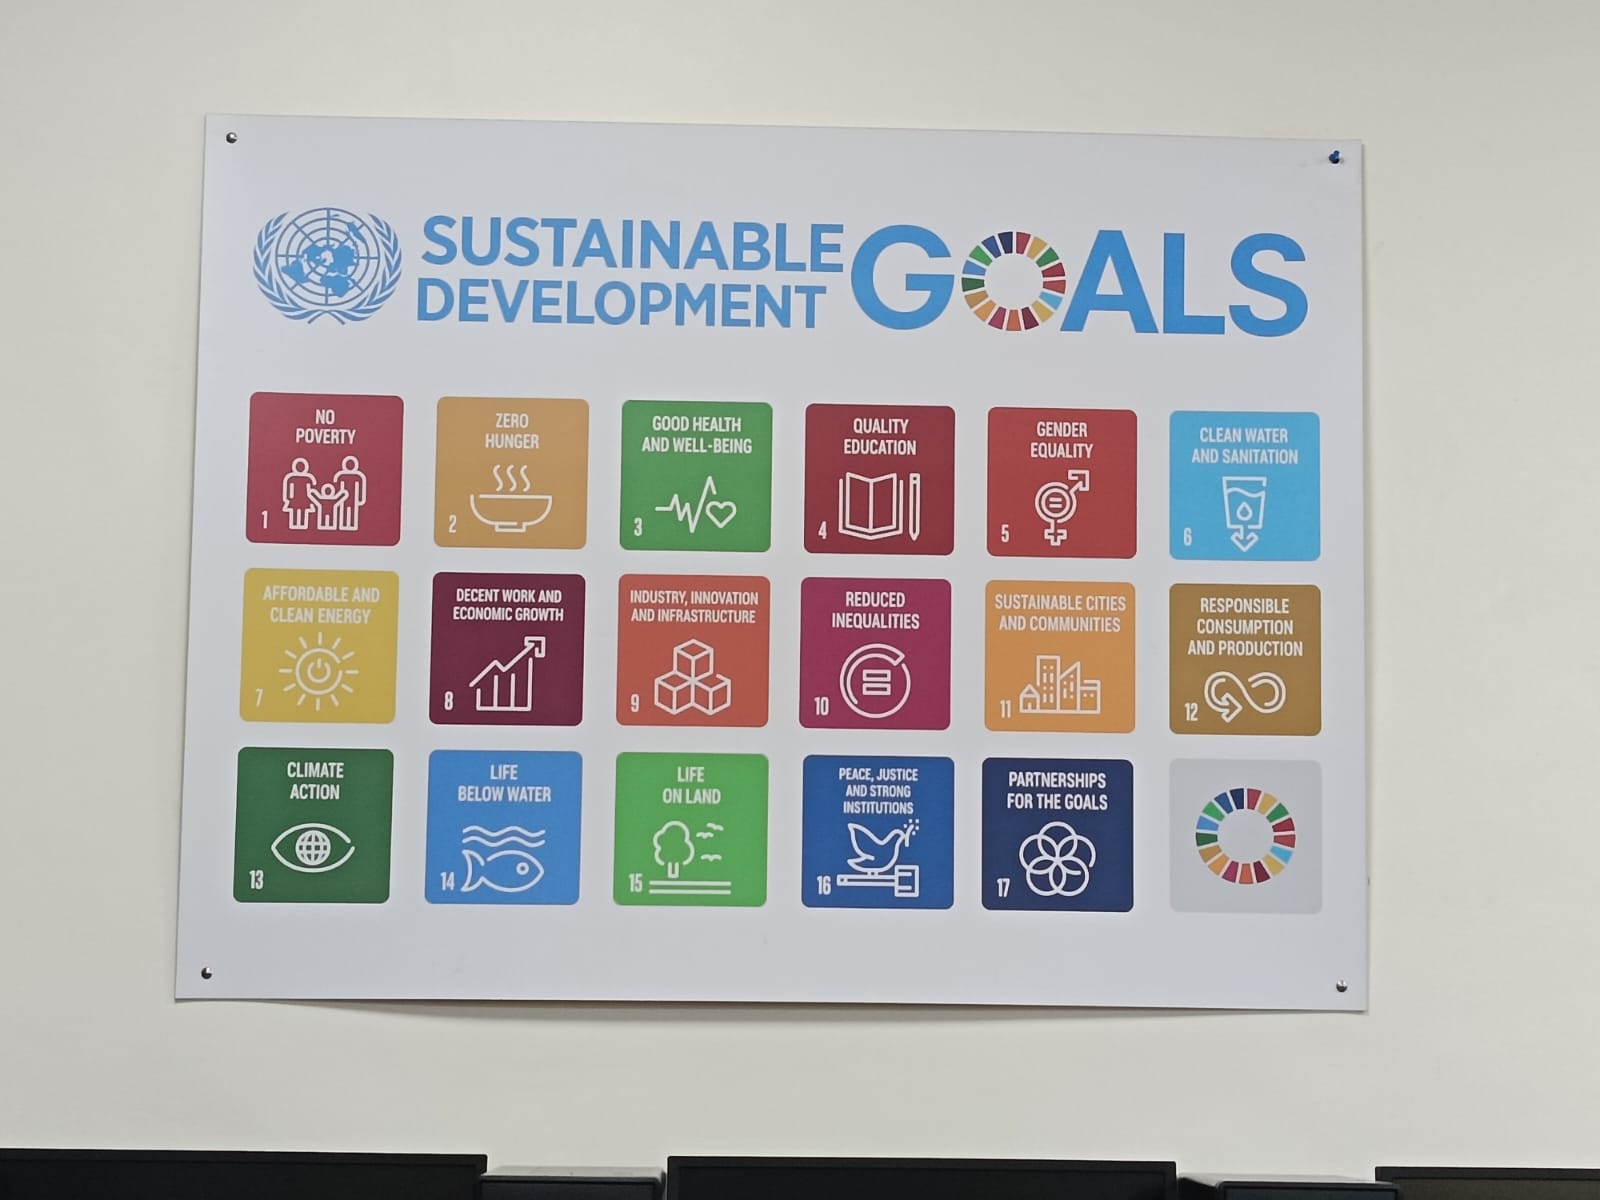 SUSTAINABLE
DEVELOPMENT
GOALS
NO
POVERTY
1
ZERO
HUNGER
2
GOOD HEALTH
AND WELL-BEING
3
QUALITY
EDUCATION
4
GENDER
EQUALITY
5
CLEAN WATER
AND SANITATION
6
AFFORDABLE AND
CLEAN ENERGY
7
DECENT WORK AND
ECONOMIC GROWTH
8
INDUSTRY, INNOVATION
AND INFRASTRUCTURE
9
REDUCED
INEQUALITIES
10
SUSTAINABLE CITIES
AND COMMUNITIES
11
RESPONSIBLE
CONSUMPTION
AND PRODUCTION
12
CLIMATE
ACTION
13
LIFE
BELOW WATER
14
LIFE
ON LAND
15
PEACE, JUSTICE
AND STRONG
INSTITUTIONS
16
PARTNERSHIPS
FOR THE GOALS
17